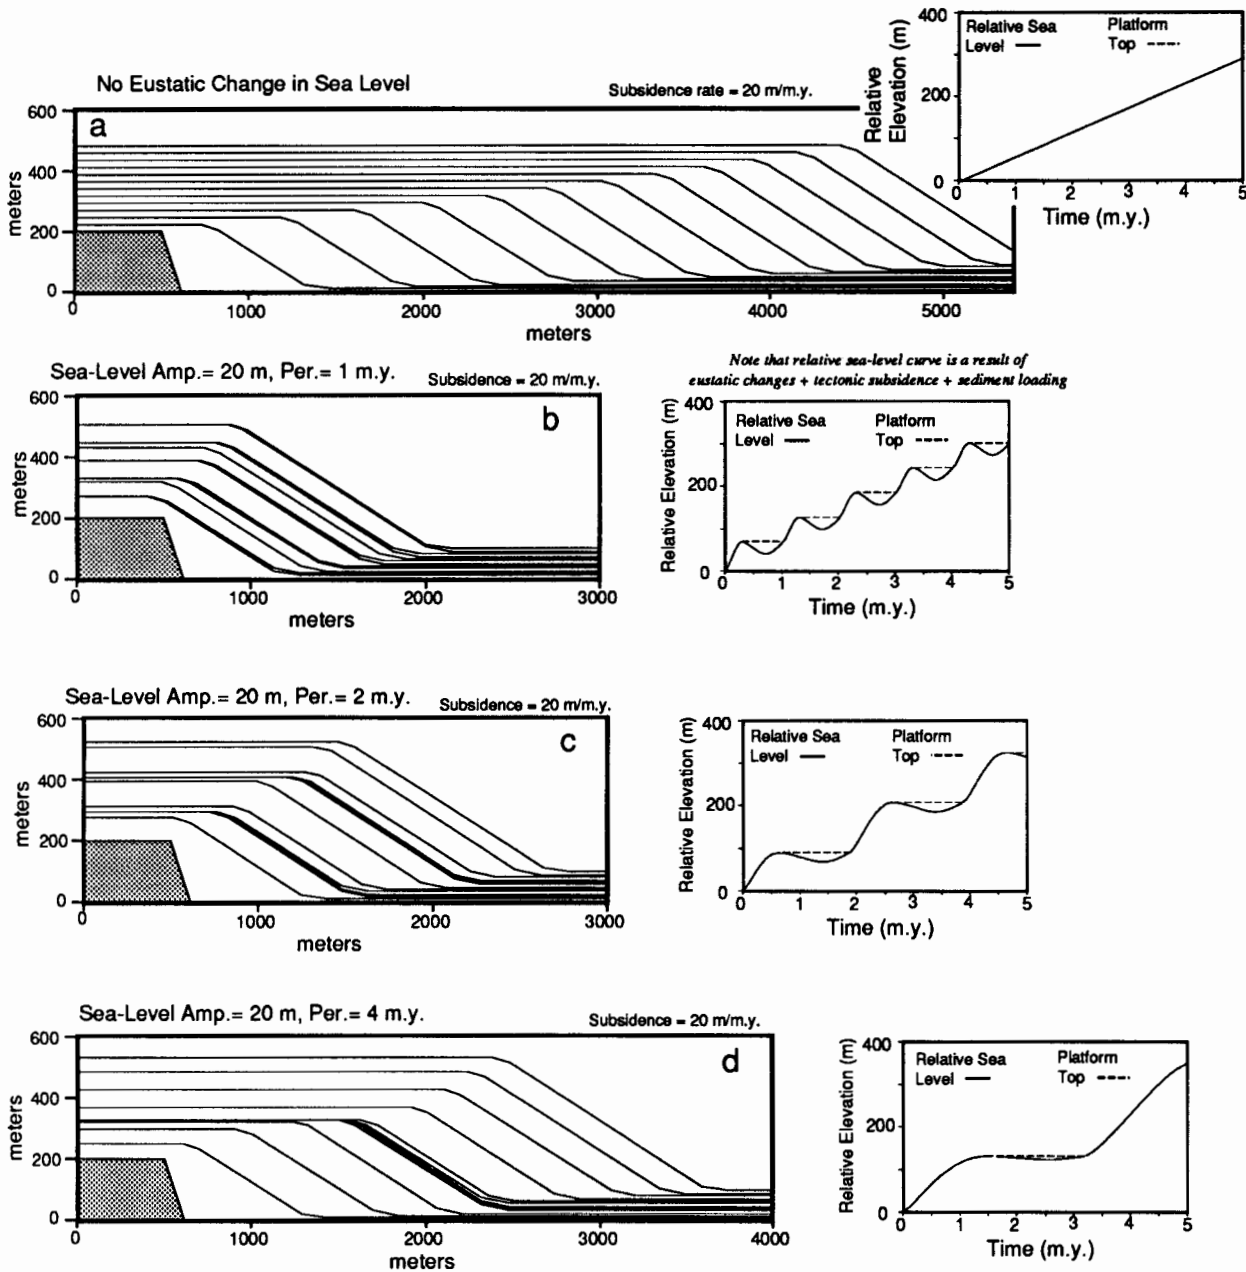 No Eustatic Change in Sea Level
Subsidence rate = 20 m/m.y.
a
600
400
200
0
meters
0 1000 2000 3000 4000 5000
meters
Relative
Elevation (m)
400
200
0
Relative Sea Platform
Level Top
0 1 2 3 4 5
Time (m.y.)
Sea-Level Amp.= 20 m, Per.= 1 m.y.
Subsidence = 20 m/m.y.
b
600
400
200
0
meters
0 1000 2000 3000
meters
Note that relative sea-level curve is a result of
eustatic changes + tectonic subsidence + sediment loading
Relative Elevation (m)
400
200
0
Relative Sea Platform
Level Top
0 1 2 3 4 5
Time (m.y.)
Sea-Level Amp.= 20 m, Per.= 2 m.y.
Subsidence = 20 m/m.y.
c
600
400
200
0
meters
0 1000 2000 3000
meters
Relative Elevation (m)
400
200
0
Relative Sea Platform
Level Top
0 1 2 3 4 5
Time (m.y.)
Sea-Level Amp.= 20 m, Per.= 4 m.y.
Subsidence = 20 m/m.y.
d
600
400
200
0
meters
0 1000 2000 3000 4000
meters
Relative Elevation (m)
400
200
0
Relative Sea Platform
Level Top
0 1 2 3 4 5
Time (m.y.)